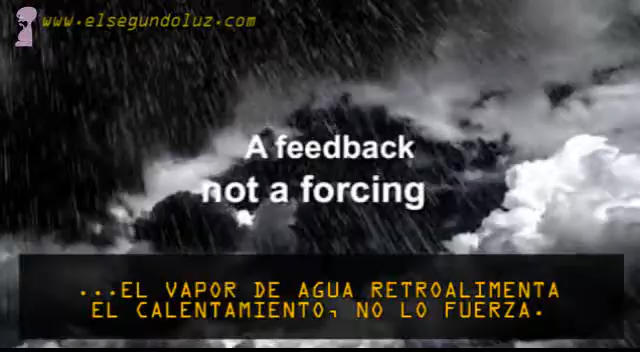 www.elsegundoluz.com
A feedback
not a forcing
...EL VAPOR DE AGUA RETROALIMENTA
EL CALENTAMIENTO, NO LO FUERZA.